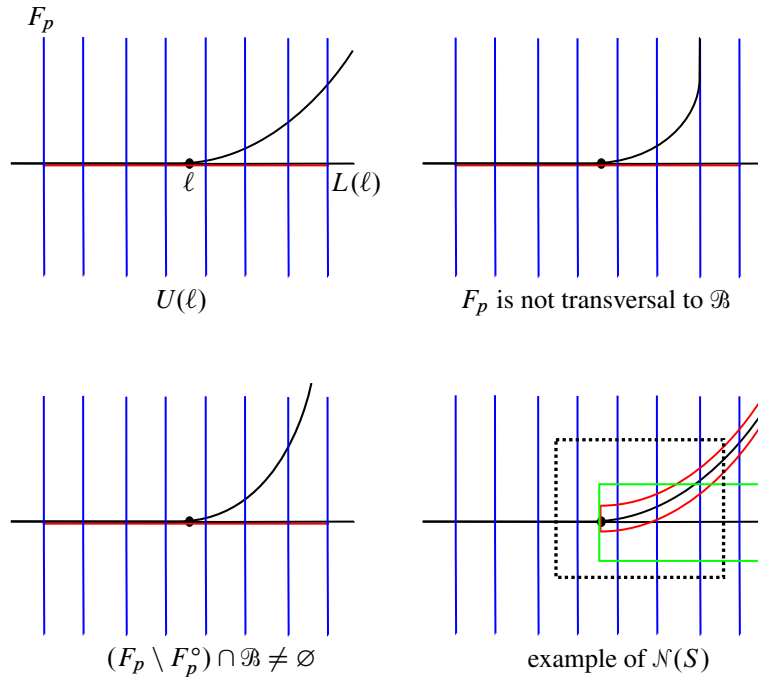 F_p
ℓ L(ℓ)
U(ℓ)
F_p is not transversal to ℬ
(F_p \ F_p°) ∩ ℬ ≠ ∅
example of 𝒩(S)